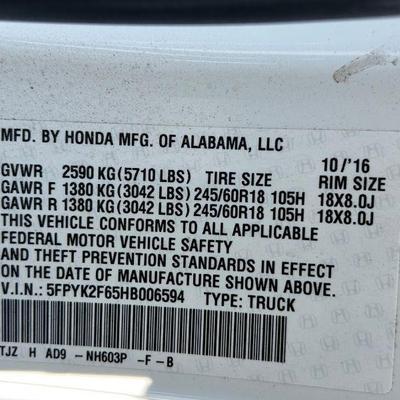 MFD. BY HONDA MFG. OF ALABAMA, LLC
GVWR 2590 KG (5710 LBS) TIRE SIZE 10/'16 RIM SIZE
GAWR F 1380 KG (3042 LBS) 245/60R18 105H 18X8.0J
GAWR R 1380 KG (3042 LBS) 245/60R18 105H 18X8.0J
THIS VEHICLE CONFORMS TO ALL APPLICABLE
FEDERAL MOTOR VEHICLE SAFETY
AND THEFT PREVENTION STANDARDS IN EFFECT
ON THE DATE OF MANUFACTURE SHOWN ABOVE.
V.I.N.: 5FPYK2F65HB006594 TYPE: TRUCK
TJZ H AD9 -NH603P -F -B